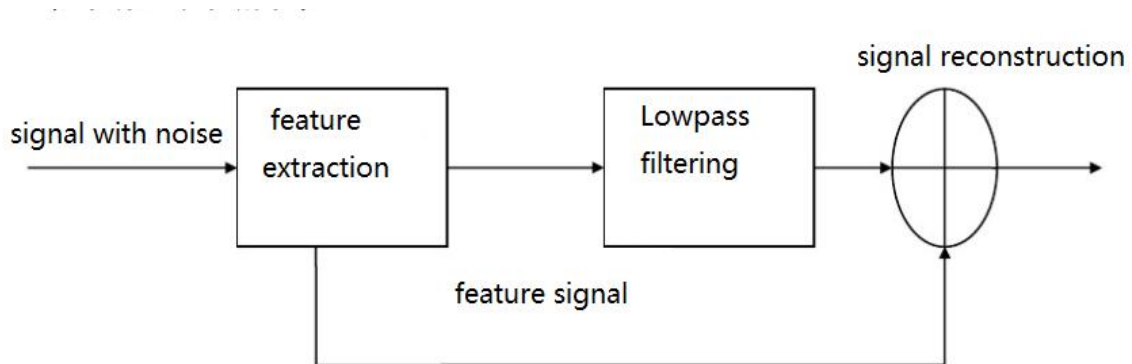 signal reconstruction
signal with noise
feature
extraction
Lowpass
filtering
feature signal